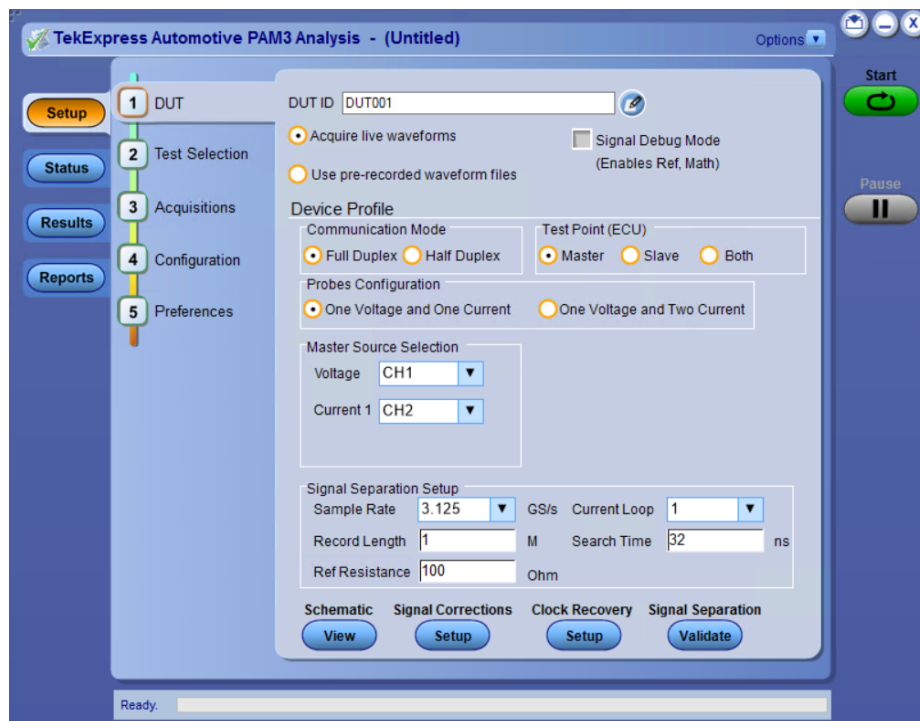 TekExpress Automotive PAM3 Analysis - (Untitled)
Options
Start
Pause
Setup
Status
Results
Reports
1 DUT
2 Test Selection
3 Acquisitions
4 Configuration
5 Preferences
DUT ID DUT001
Acquire live waveforms
Signal Debug Mode
(Enables Ref, Math)
Use pre-recorded waveform files
Device Profile
Communication Mode
Full Duplex Half Duplex
Test Point (ECU)
Master Slave Both
Probes Configuration
One Voltage and One Current One Voltage and Two Current
Master Source Selection
Voltage CH1
Current 1 CH2
Signal Separation Setup
Sample Rate 3.125 GS/s Current Loop 1
Record Length 1 M Search Time 32 ns
Ref Resistance 100 Ohm
Schematic Signal Corrections Clock Recovery Signal Separation
View Setup Setup Validate
Ready.